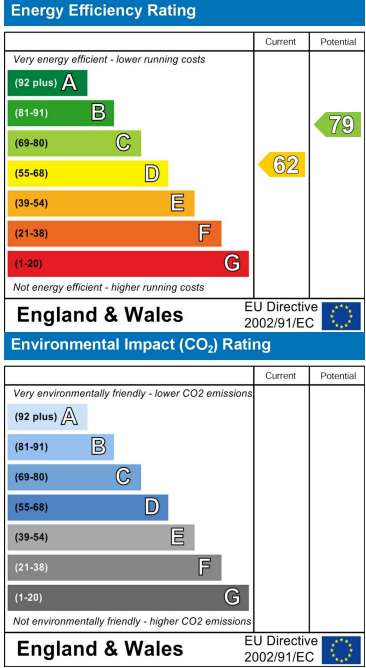 Energy Efficiency Rating
Current Potential
Very energy efficient - lower running costs
(92 plus) A
(81-91) B
(69-80) C
79
(55-68) D
62
(39-54) E
(21-38) F
(1-20) G
Not energy efficient - higher running costs
England & Wales
EU Directive
2002/91/EC
Environmental Impact (CO₂) Rating
Current Potential
Very environmentally friendly - lower CO2 emissions
(92 plus) A
(81-91) B
(69-80) C
(55-68) D
(39-54) E
(21-38) F
(1-20) G
Not environmentally friendly - higher CO2 emissions
England & Wales
EU Directive
2002/91/EC